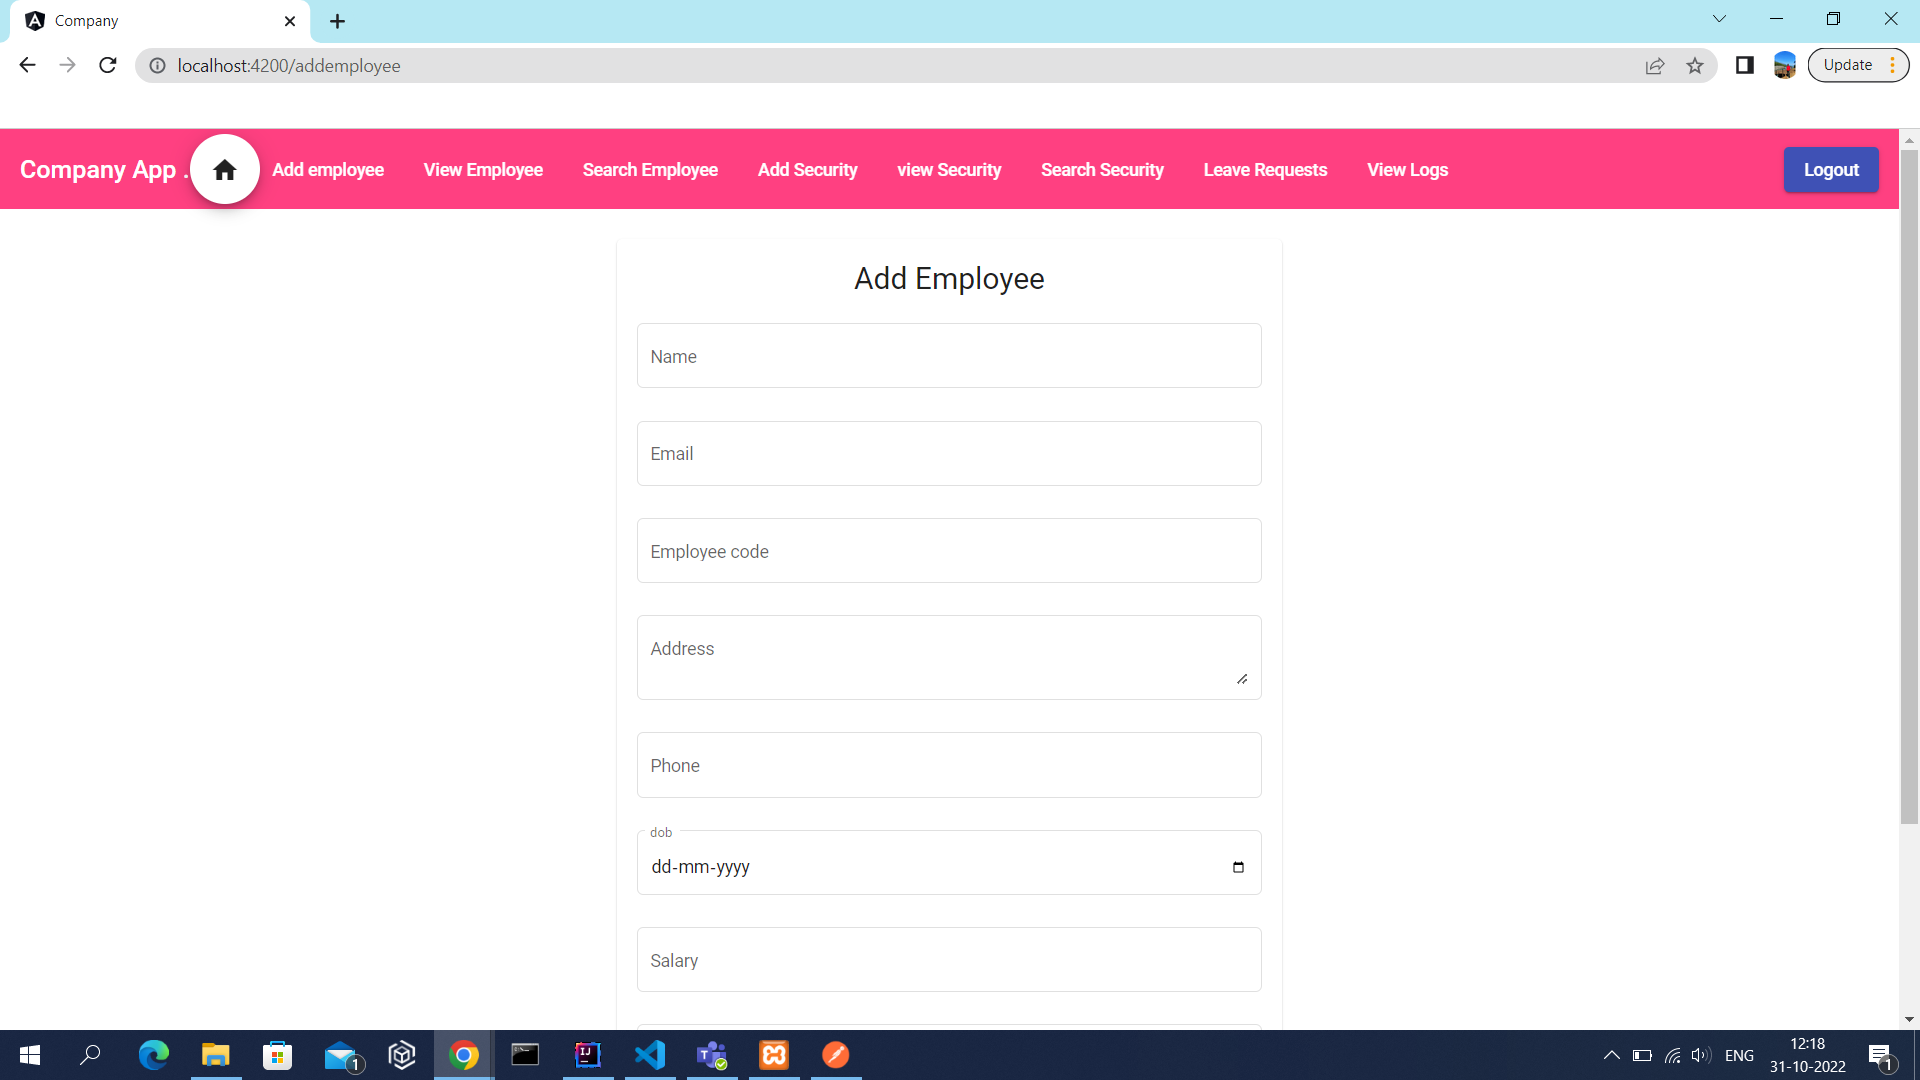 Company
localhost:4200/addemployee
Update
Company App .
Add employee
View Employee
Search Employee
Add Security
view Security
Search Security
Leave Requests
View Logs
Logout
Add Employee
Name
Email
Employee code
Address
Phone
dob
dd-mm-yyyy
Salary
1
ENG
12:18
31-10-2022
1